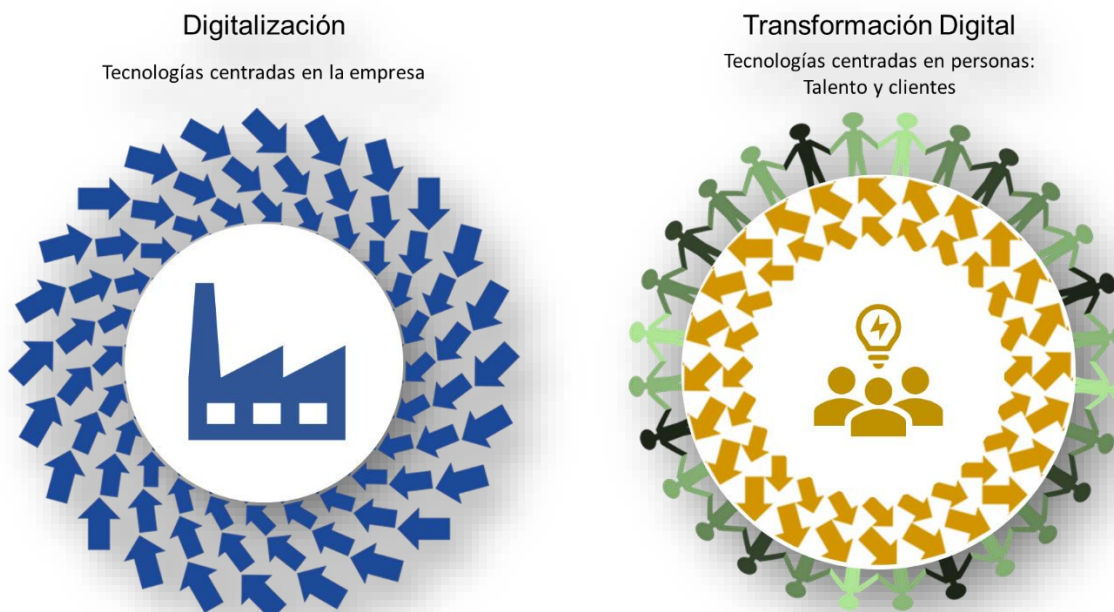 Digitalización
Tecnologías centradas en la empresa
Transformación Digital
Tecnologías centradas en personas:
Talento y clientes